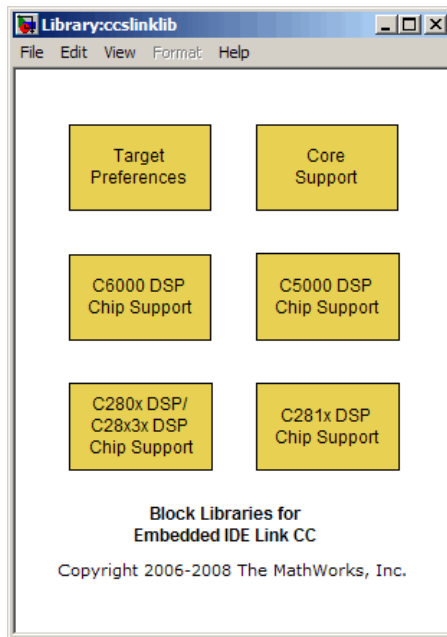 Library:ccslinklib
File Edit View Format Help
Target
Preferences
Core
Support
C6000 DSP
Chip Support
C5000 DSP
Chip Support
C280x DSP/
C28x3x DSP
Chip Support
C281x DSP
Chip Support
Block Libraries for
Embedded IDE Link CC
Copyright 2006-2008 The MathWorks, Inc.